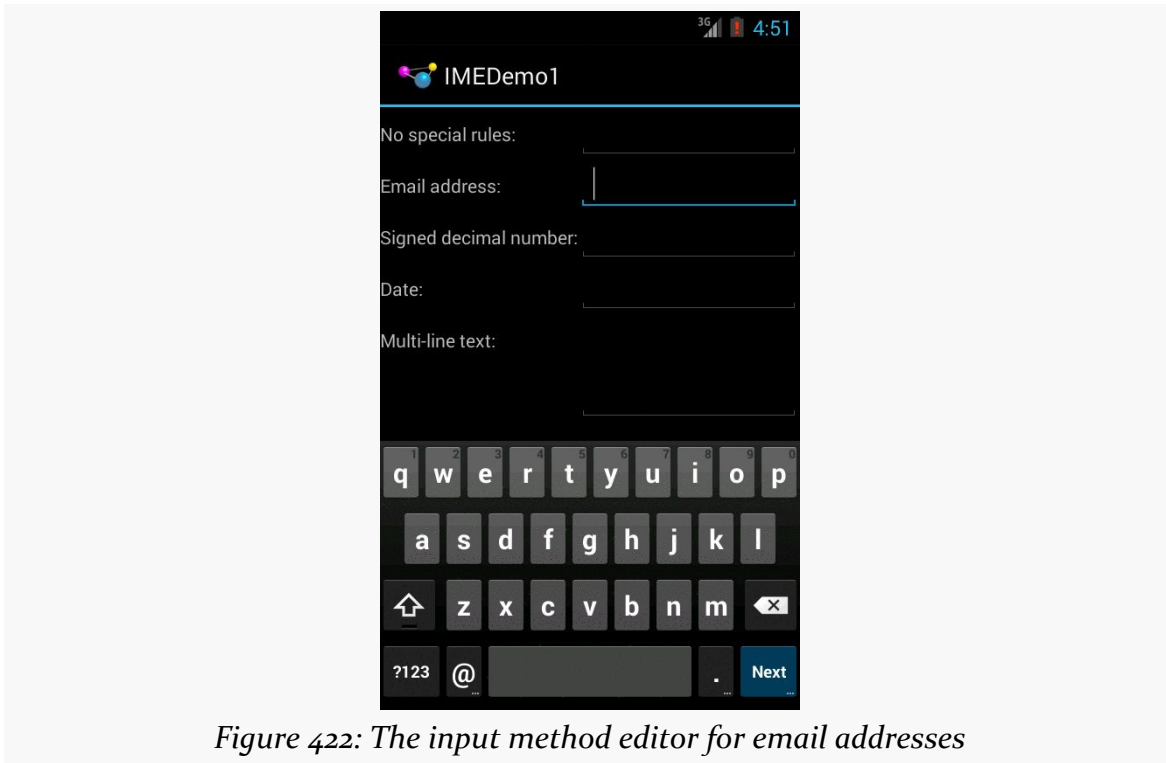 3G 4:51
IMEDemo1
No special rules:
Email address:
Signed decimal number:
Date:
Multi-line text:
1 2 3 4 5 6 7 8 9 0
q w e r t y u i o p
a s d f g h j k l
z x c v b n m
?123 @ ... . ... Next ...
Figure 422: The input method editor for email addresses